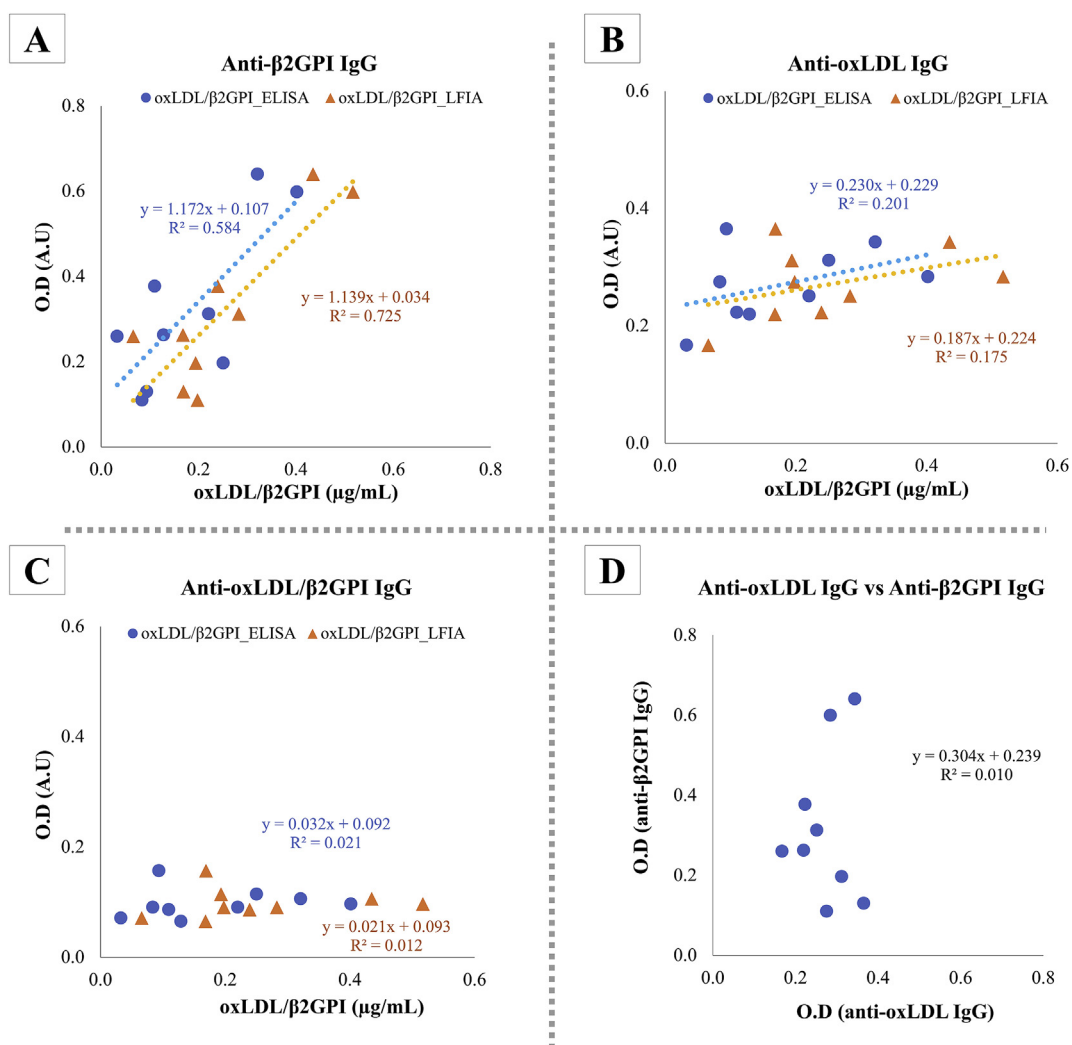 A
Anti-β2GPI IgG
oxLDL/β2GPI_ELISA
oxLDL/β2GPI_LFIA
0.8
0.6
0.4
0.2
0.0
O.D (A.U)
y = 1.172x + 0.107
R² = 0.584
y = 1.139x + 0.034
R² = 0.725
0.0
0.2
0.4
0.6
0.8
oxLDL/β2GPI (µg/mL)
B
Anti-oxLDL IgG
oxLDL/β2GPI_ELISA
oxLDL/β2GPI_LFIA
0.6
0.4
0.2
0.0
O.D (A.U)
y = 0.230x + 0.229
R² = 0.201
y = 0.187x + 0.224
R² = 0.175
0.0
0.2
0.4
0.6
oxLDL/β2GPI (µg/mL)
C
Anti-oxLDL/β2GPI IgG
oxLDL/β2GPI_ELISA
oxLDL/β2GPI_LFIA
0.6
0.4
0.2
0.0
O.D (A.U)
y = 0.032x + 0.092
R² = 0.021
y = 0.021x + 0.093
R² = 0.012
0.0
0.2
0.4
0.6
oxLDL/β2GPI (µg/mL)
D
Anti-oxLDL IgG vs Anti-β2GPI IgG
0.8
0.6
0.4
0.2
0.0
O.D (anti-β2GPI IgG)
y = 0.304x + 0.239
R² = 0.010
0.0
0.2
0.4
0.6
0.8
O.D (anti-oxLDL IgG)